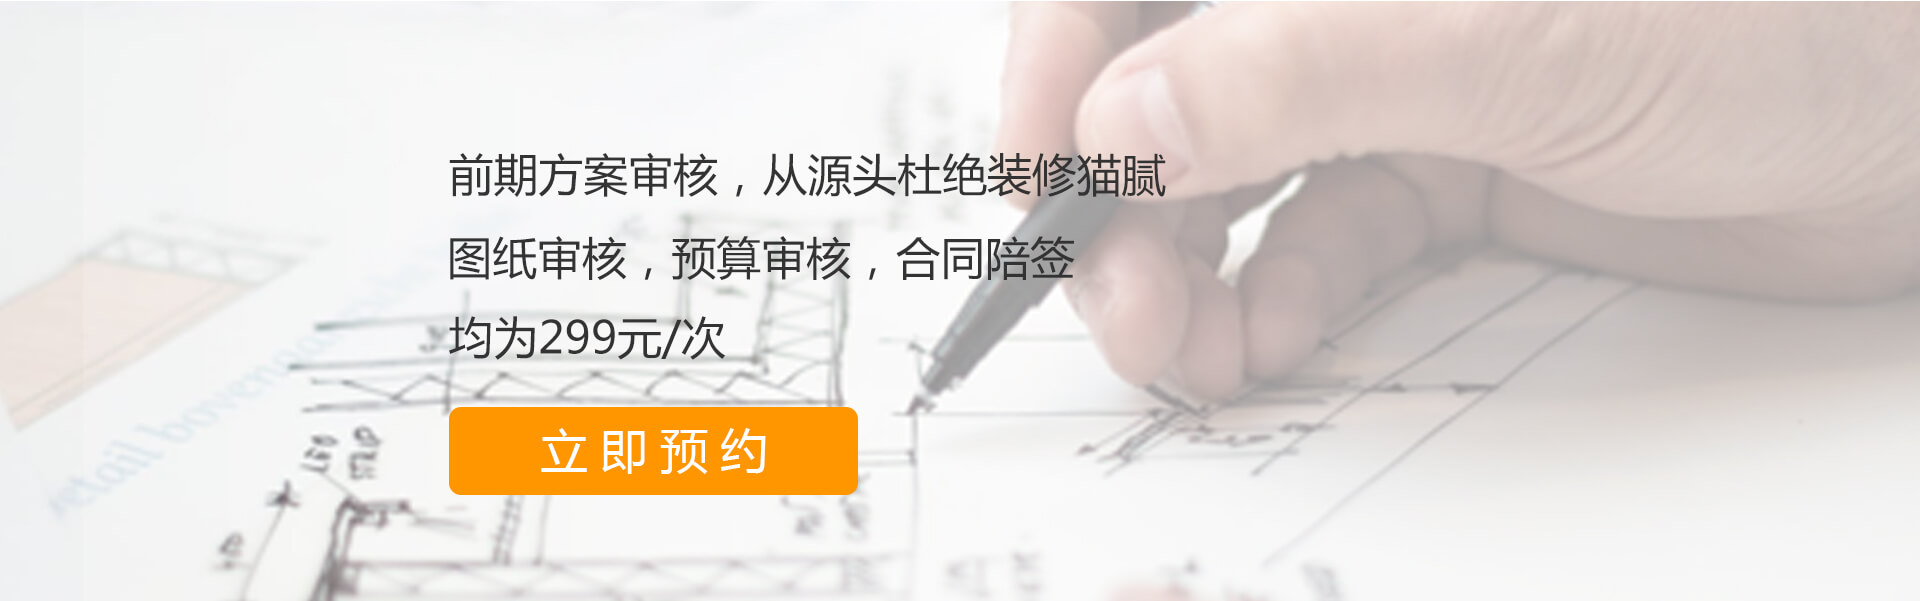 前期方案审核，从源头杜绝装修猫腻
图纸审核，预算审核，合同陪签
均为299元/次
立即预约
retail